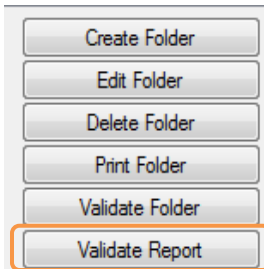 Create Folder
Edit Folder
Delete Folder
Print Folder
Validate Folder
Validate Report